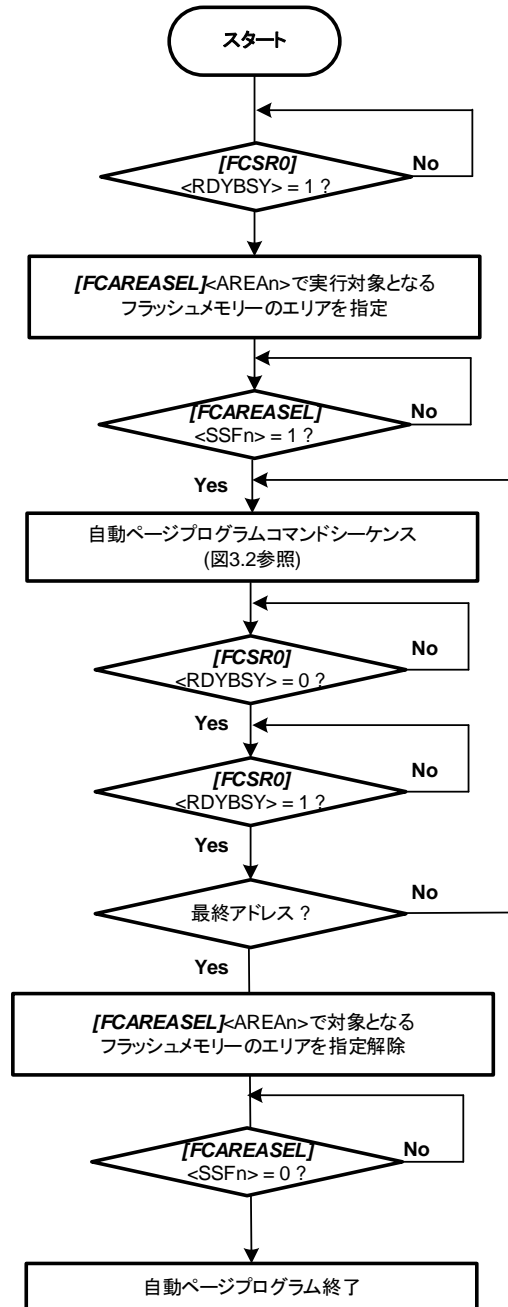 スタート
[FCSR0]
<RDYBSY> = 1 ?
No
[FCAREASEL]<AREAn>で実行対象となる
フラッシュメモリーのエリアを指定
[FCAREASEL]
<SSFn> = 1 ?
No
Yes
自動ページプログラムコマンドシーケンス
(図3.2参照)
[FCSR0]
<RDYBSY> = 0 ?
No
Yes
[FCSR0]
<RDYBSY> = 1 ?
No
Yes
最終アドレス ?
No
Yes
[FCAREASEL]<AREAn>で対象となる
フラッシュメモリーのエリアを指定解除
[FCAREASEL]
<SSFn> = 0 ?
No
自動ページプログラム終了